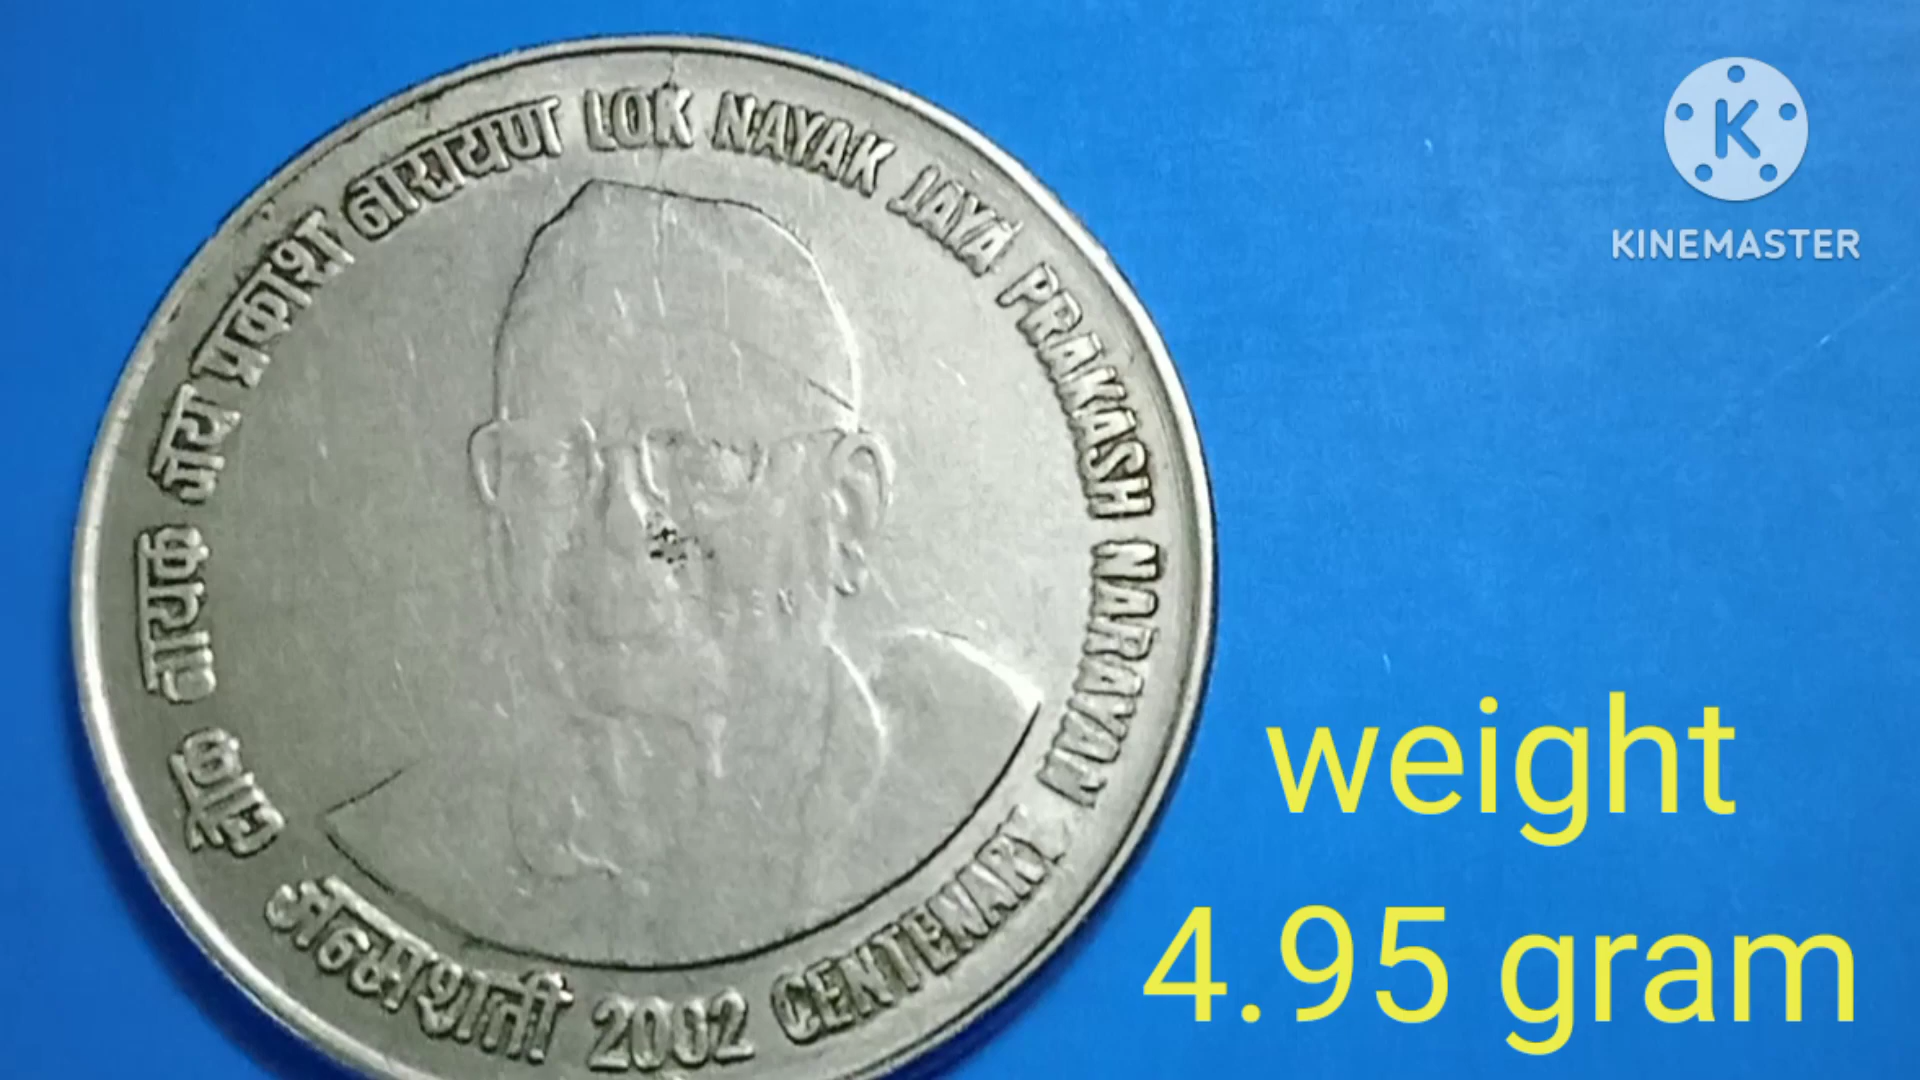 लोक नायक जय प्रकाश नारायण LOK NAYAK JAYA PRAKASH NARAYAN
जन्मशती 2002 CENTENARY
K
KINEMASTER
weight
4.95 gram